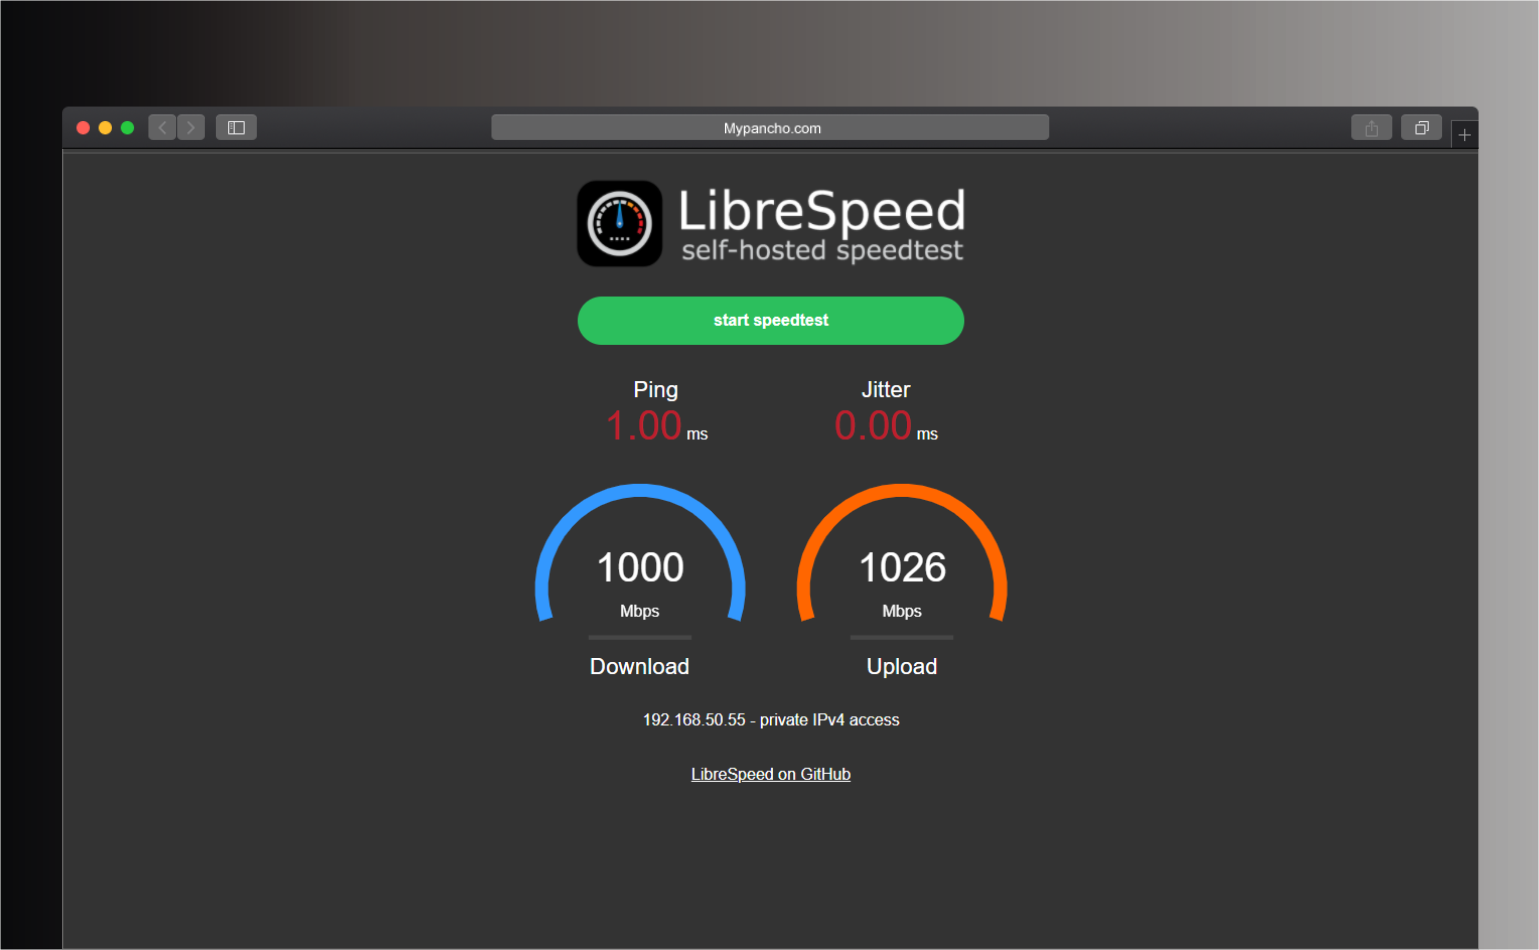 Mypancho.com
LibreSpeed
self-hosted speedtest
start speedtest
Ping Jitter
1.00 ms 0.00 ms
1000 1026
Mbps Mbps
Download Upload
192.168.50.55 - private IPv4 access
LibreSpeed on GitHub